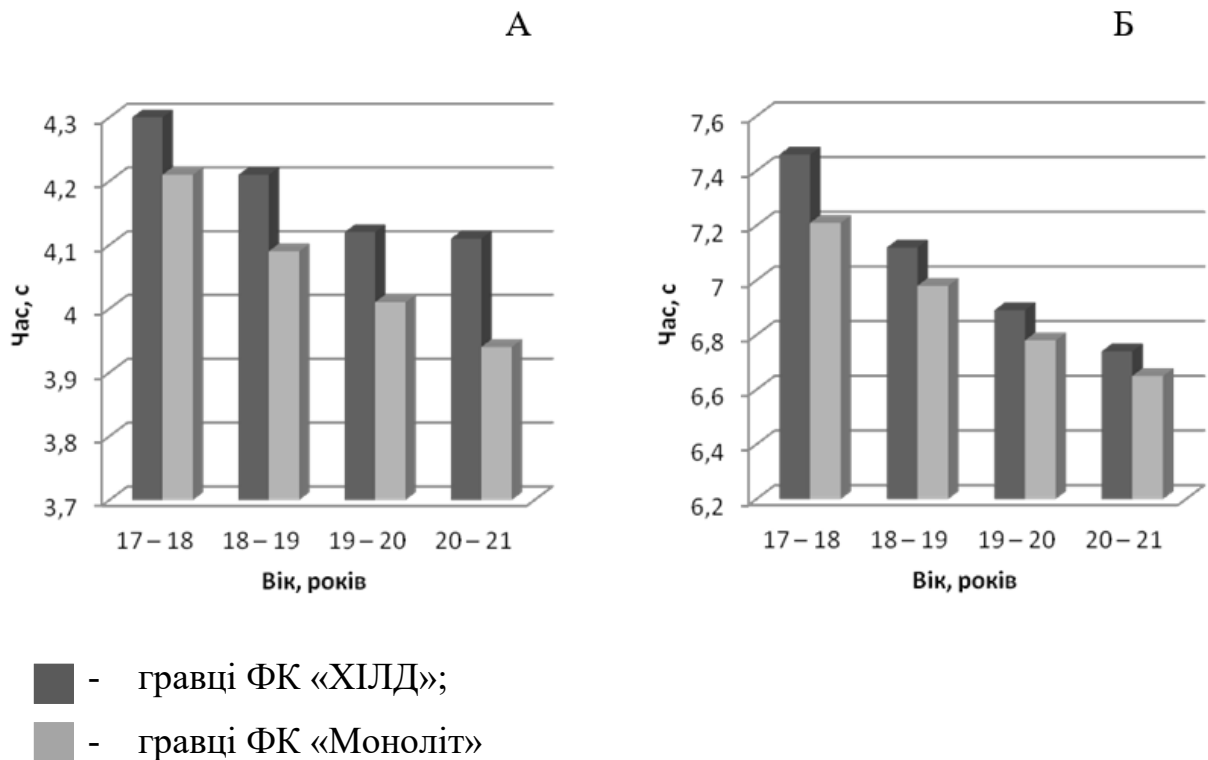 А
Б
4,3
4,2
4,1
4
3,9
3,8
3,7
Час, с
17 – 18 18 – 19 19 – 20 20 – 21
Вік, років
7,6
7,4
7,2
7
6,8
6,6
6,4
6,2
Час, с
17 – 18 18 – 19 19 – 20 20 – 21
Вік, років
- гравці ФК «ХІЛД»;
- гравці ФК «Моноліт»